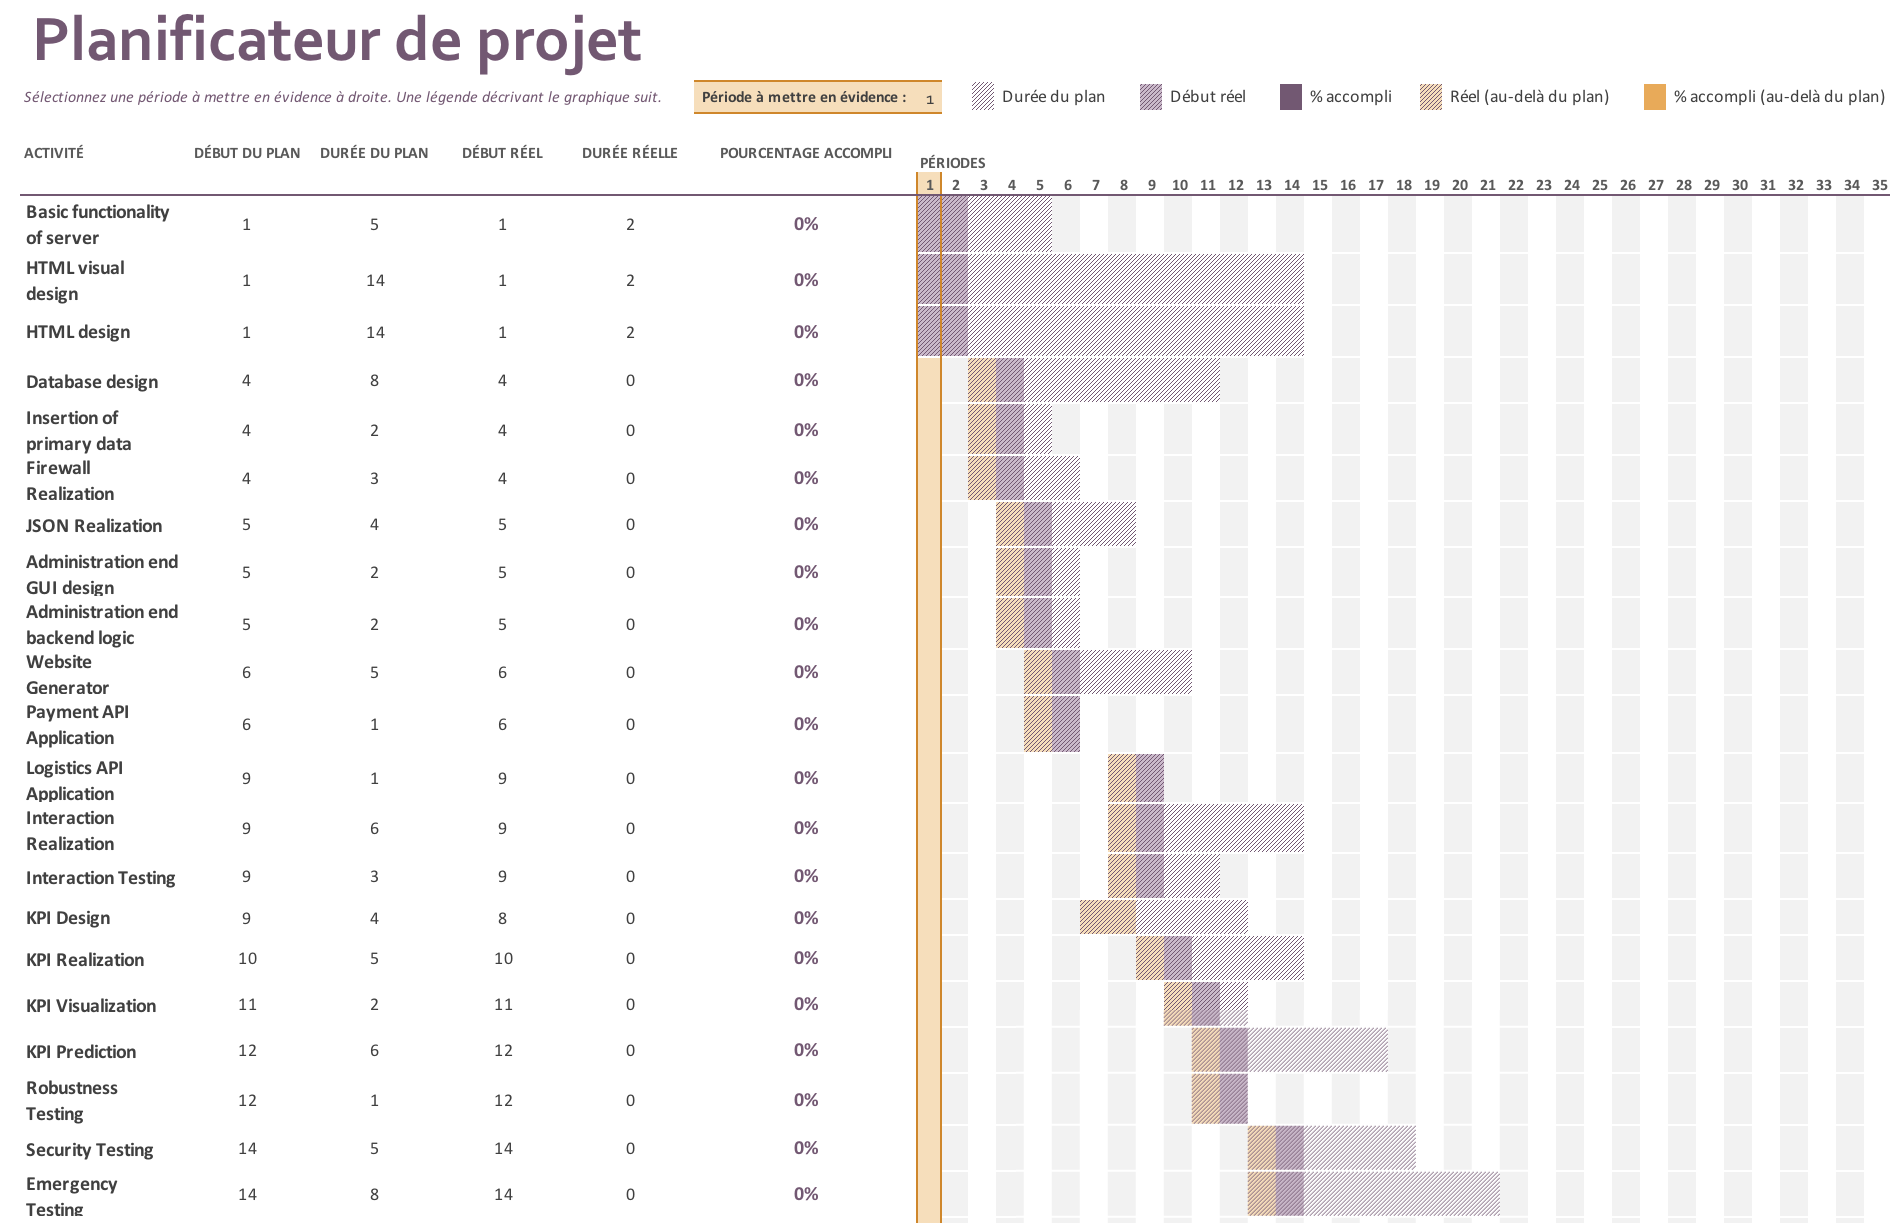 Planificateur de projet
Sélectionnez une période à mettre en évidence à droite. Une légende décrivant le graphique suit.
Période à mettre en évidence : 1
Durée du plan
Début réel
% accompli
Réel (au-delà du plan)
% accompli (au-delà du plan)
ACTIVITÉ DÉBUT DU PLAN DURÉE DU PLAN DÉBUT RÉEL DURÉE RÉELLE POURCENTAGE ACCOMPLI
PÉRIODES
1 2 3 4 5 6 7 8 9 10 11 12 13 14 15 16 17 18 19 20 21 22 23 24 25 26 27 28 29 30 31 32 33 34 35
Basic functionality
of server
1 5 1 2 0%
HTML visual
design
1 14 1 2 0%
HTML design 1 14 1 2 0%
Database design 4 8 4 0 0%
Insertion of
primary data
4 2 4 0 0%
Firewall
Realization
4 3 4 0 0%
JSON Realization 5 4 5 0 0%
Administration end
GUI design
5 2 5 0 0%
Administration end
backend logic
5 2 5 0 0%
Website
Generator
6 5 6 0 0%
Payment API
Application
6 1 6 0 0%
Logistics API
Application
9 1 9 0 0%
Interaction
Realization
9 6 9 0 0%
Interaction Testing 9 3 9 0 0%
KPI Design 9 4 8 0 0%
KPI Realization 10 5 10 0 0%
KPI Visualization 11 2 11 0 0%
KPI Prediction 12 6 12 0 0%
Robustness
Testing
12 1 12 0 0%
Security Testing 14 5 14 0 0%
Emergency
Testing
14 8 14 0 0%